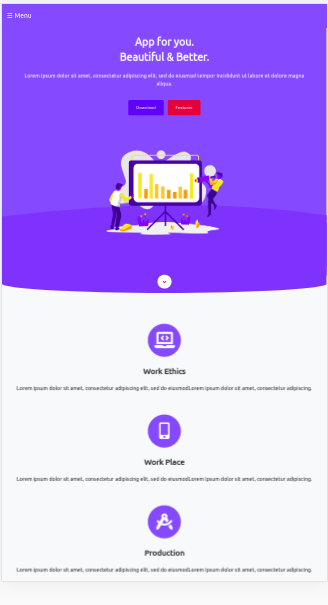 ☰ Menu
App for you.
Beautiful & Better.
Lorem ipsum dolor sit amet, consectetur adipiscing elit, sed do eiusmod tempor incididunt ut labore et dolore magna
aliqua.
Download
Features
Work Ethics
Lorem ipsum dolor sit amet, consectetur adipiscing elit, sed do eiusmodLorem ipsum dolor sit amet, consectetur adipiscing.
Work Place
Lorem ipsum dolor sit amet, consectetur adipiscing elit, sed do eiusmodLorem ipsum dolor sit amet, consectetur adipiscing.
Production
Lorem ipsum dolor sit amet, consectetur adipiscing elit, sed do eiusmodLorem ipsum dolor sit amet, consectetur adipiscing.